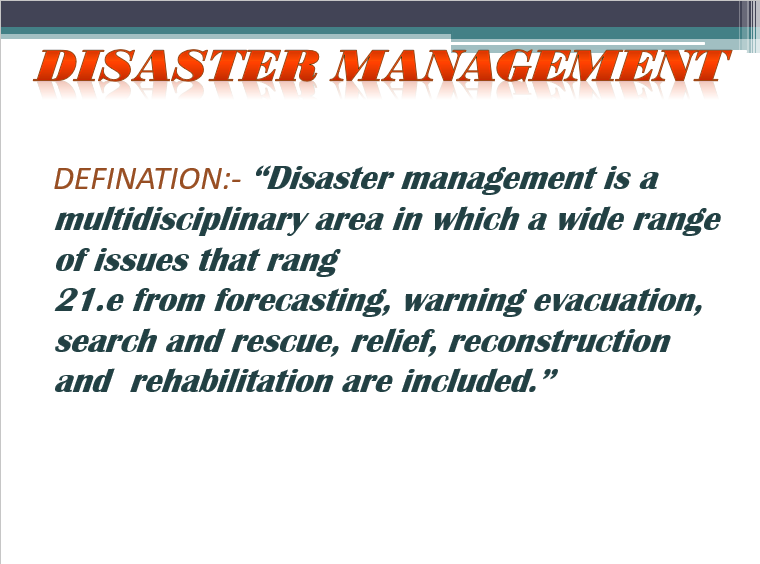 DISASTER MANAGEMENT
DEFINATION:- “Disaster management is a
multidisciplinary area in which a wide range
of issues that rang
21.e from forecasting, warning evacuation,
search and rescue, relief, reconstruction
and  rehabilitation are included.”